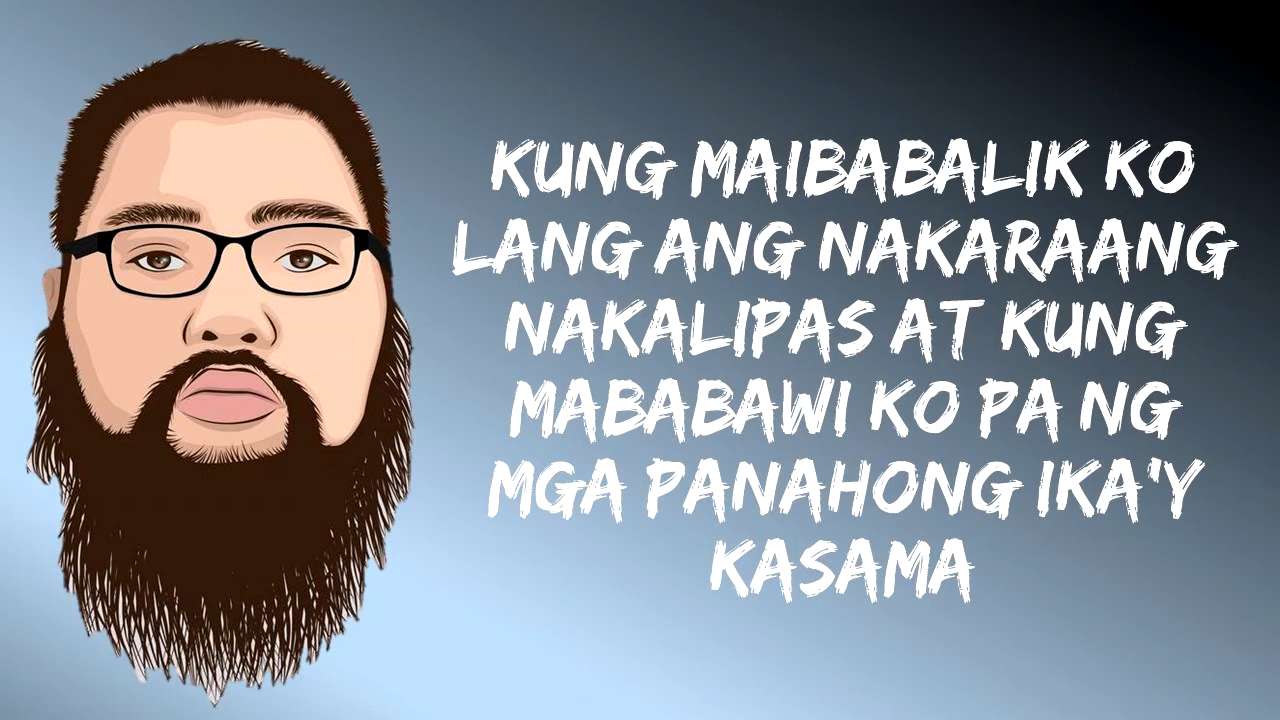 KUNG MAIBABALIK KO
LANG ANG NAKARAANG
NAKALIPAS AT KUNG
MABABAWI KO PA NG
MGA PANAHONG IKA'Y
KASAMA